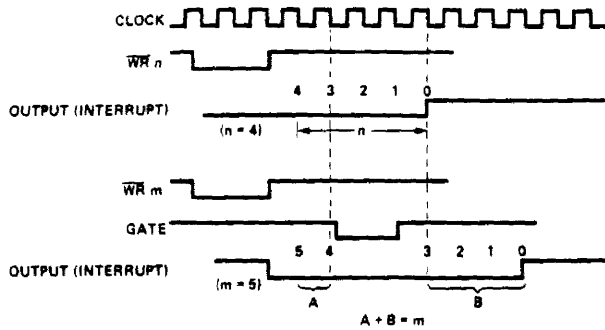 CLOCK
WR n
4 3 2 1 0
OUTPUT (INTERRUPT)
(n = 4) n
WR m
GATE
5 4 3 2 1 0
OUTPUT (INTERRUPT)
(m = 5)
A B
A + B = m